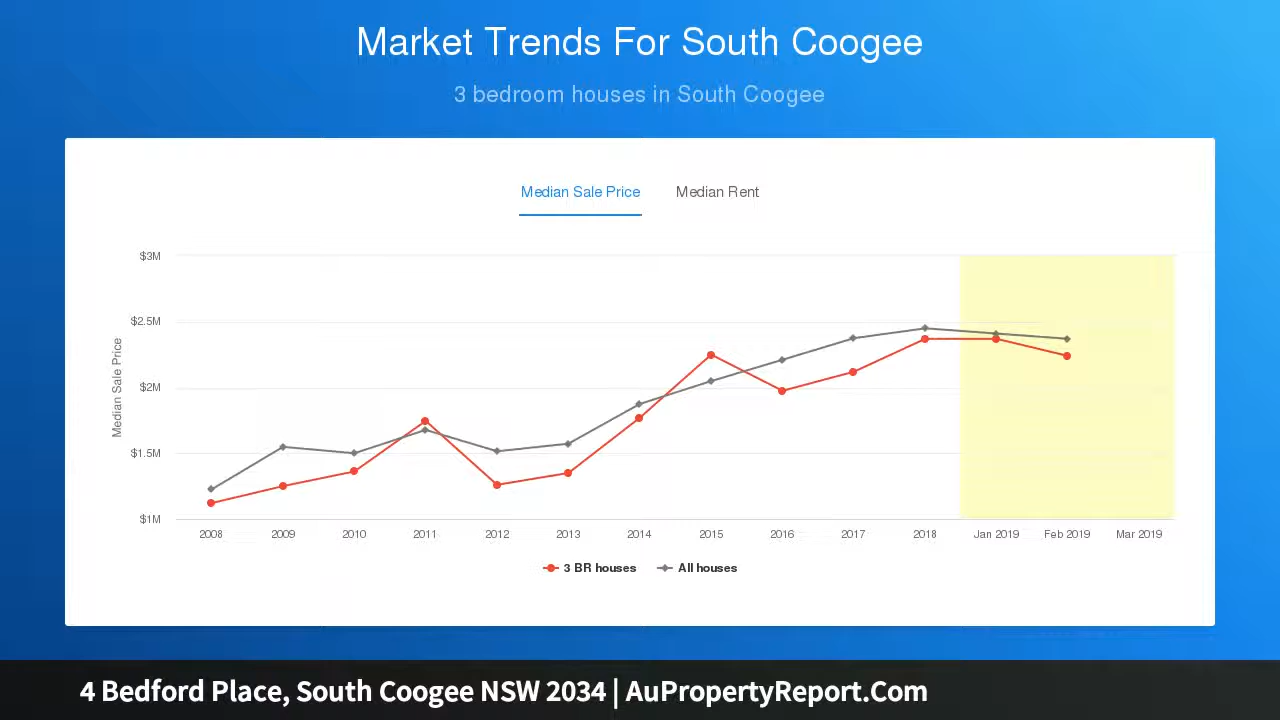 Market Trends For South Coogee
3 bedroom houses in South Coogee
Median Sale Price Median Rent
$3M
$2.5M
$2M
$1.5M
$1M
Median Sale Price
2008 2009 2010 2011 2012 2013 2014 2015 2016 2017 2018 Jan 2019 Feb 2019 Mar 2019
3 BR houses All houses
4 Bedford Place, South Coogee NSW 2034 | AuPropertyReport.Com